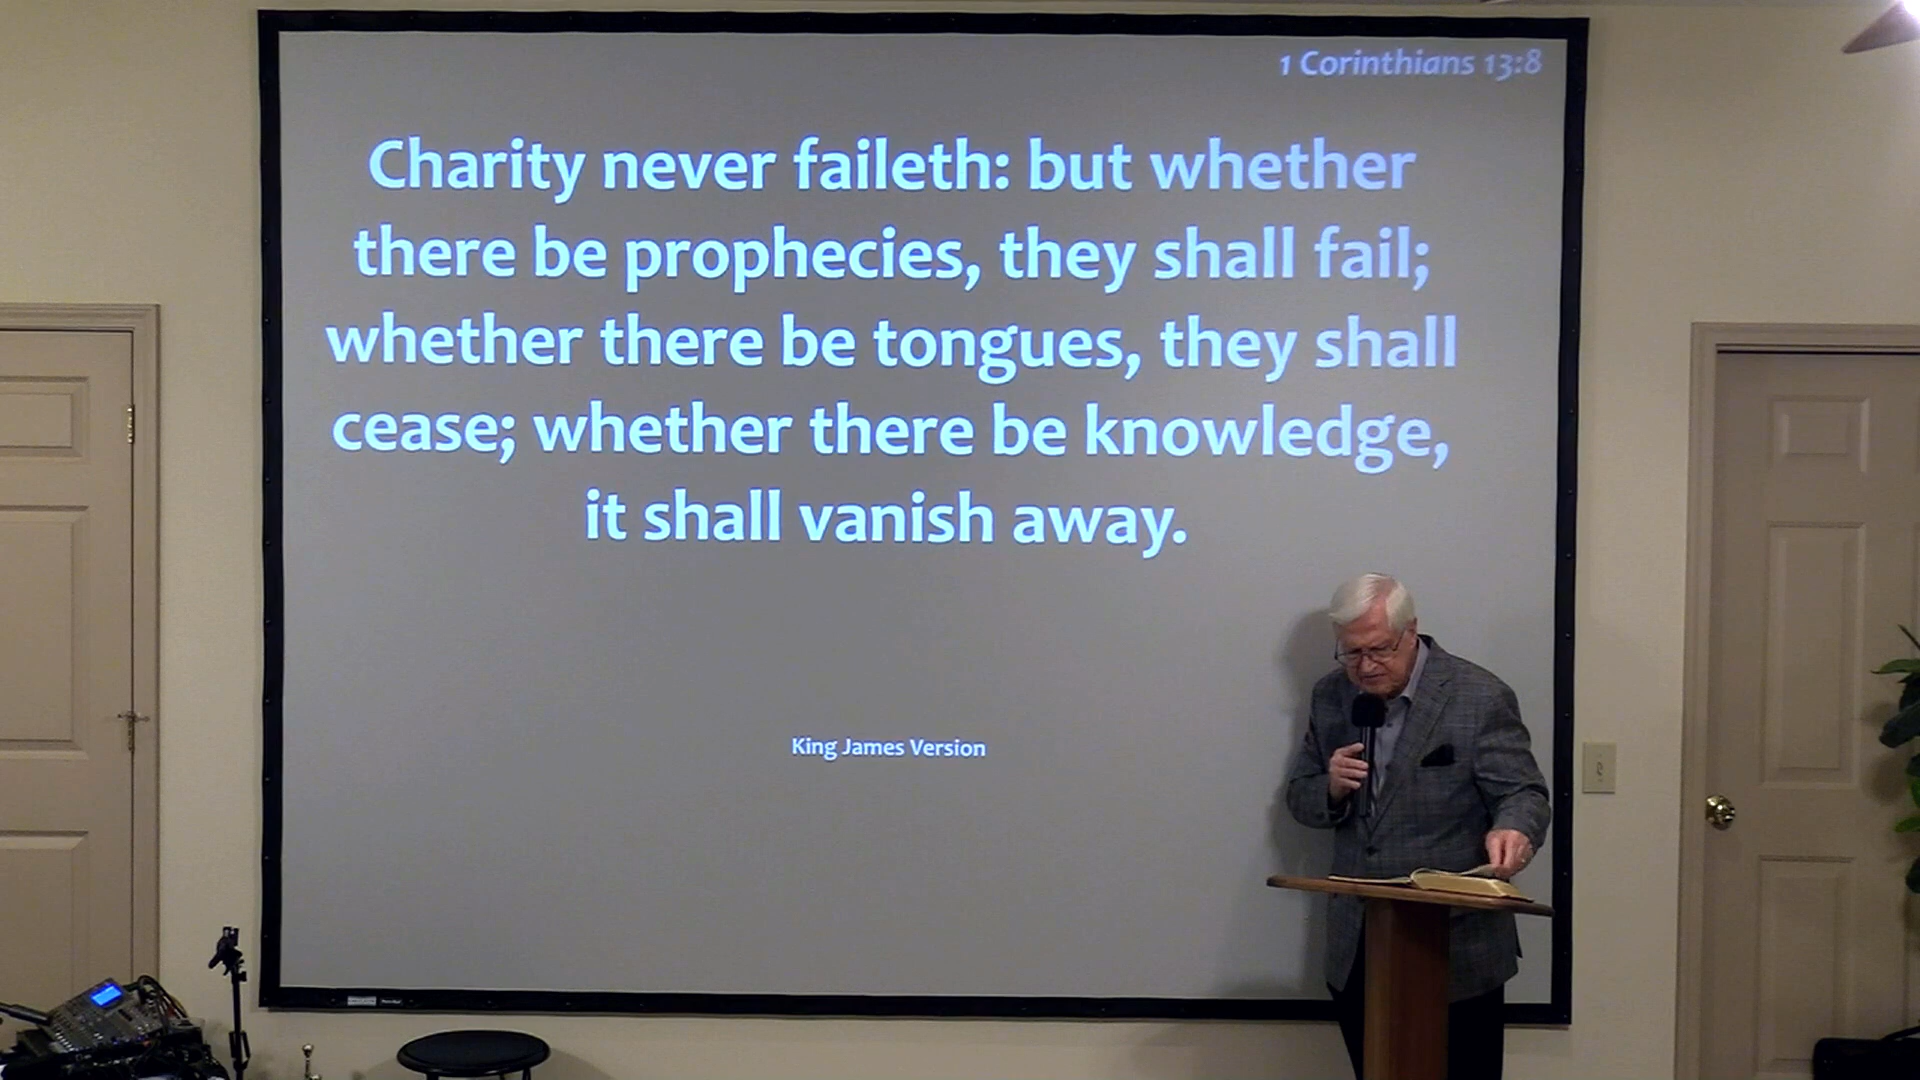 1 Corinthians 13:8
Charity never faileth: but whether
there be prophecies, they shall fail;
whether there be tongues, they shall
cease; whether there be knowledge,
it shall vanish away.
King James Version